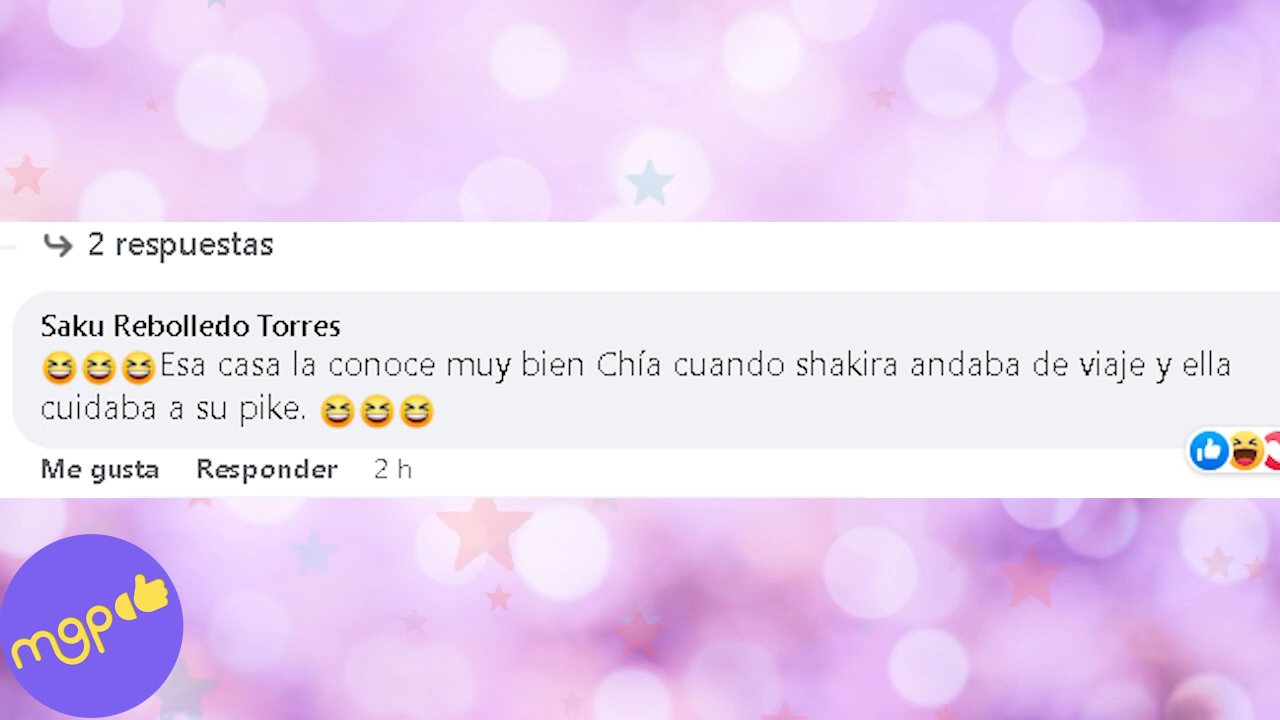 2 respuestas
Saku Rebolledo Torres
😆😆😆Esa casa la conoce muy bien Chía cuando shakira andaba de viaje y ella
cuidaba a su pike. 😆😆😆
Me gusta Responder 2 h
mgp